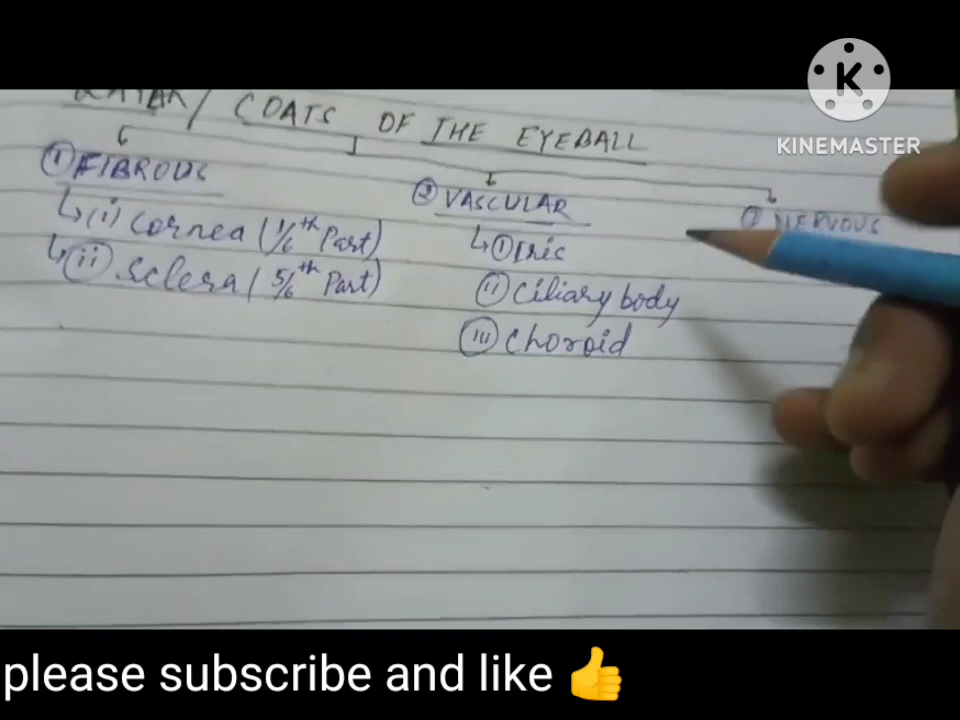 COATS OF THE EYEBALL
① FIBROUS
(i) Cornea (1/6th Part)
(ii) Sclera (5/6th Part)
② VASCULAR
① Iris
(ii) Ciliary body
(iii) Choroid
NERVOUS
KINEMASTER
please subscribe and like 👍